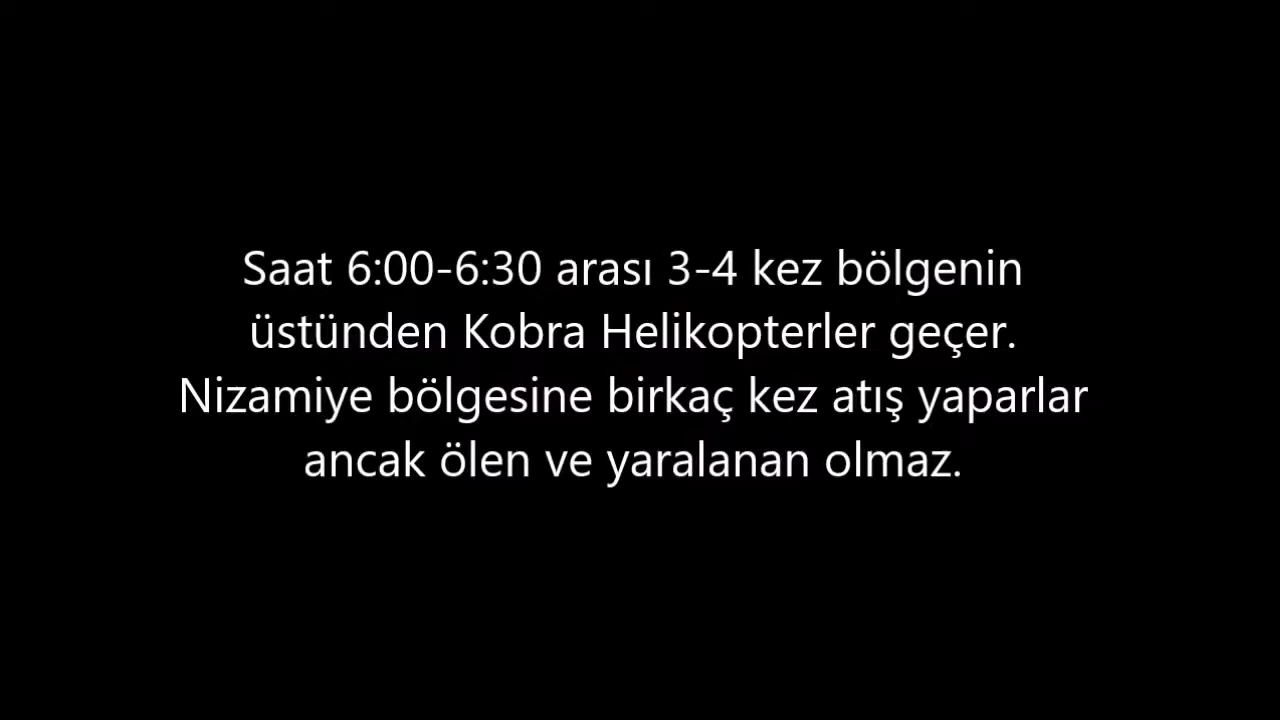 Saat 6:00-6:30 arası 3-4 kez bölgenin
üstünden Kobra Helikopterler geçer.
Nizamiye bölgesine birkaç kez atış yaparlar
ancak ölen ve yaralanan olmaz.